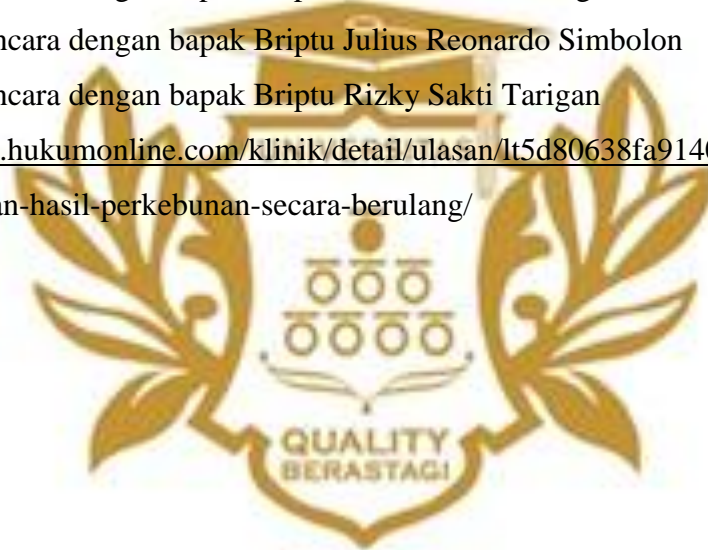 ncara dengan bapak Briptu Julius Reonardo Simbolon
ncara dengan bapak Briptu Rizky Sakti Tarigan
.hukumonline.com/klinik/detail/ulasan/lt5d80638fa9140
an-hasil-perkebunan-secara-berulang/
QUALITY
BERASTAGI